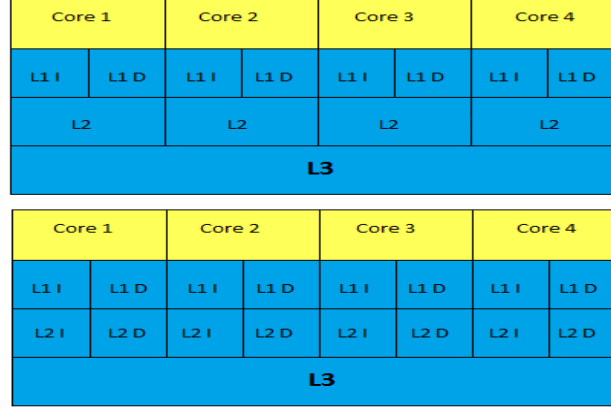 Core 1 Core 2 Core 3 Core 4
L1 I L1 D L1 I L1 D L1 I L1 D L1 I L1 D
L2 L2 L2 L2
L3
Core 1 Core 2 Core 3 Core 4
L1 I L1 D L1 I L1 D L1 I L1 D L1 I L1 D
L2 I L2 D L2 I L2 D L2 I L2 D L2 I L2 D
L3